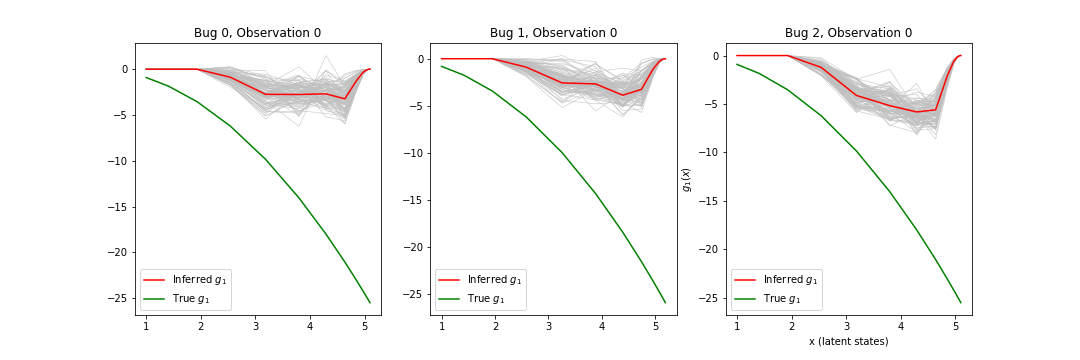 Bug 0, Observation 0
0
−5
−10
−15
−20
−25
1 2 3 4 5
Inferred g₁
True g₁
Bug 1, Observation 0
0
−5
−10
−15
−20
−25
1 2 3 4 5
Inferred g₁
True g₁
Bug 2, Observation 0
g₁(x)
0
−5
−10
−15
−20
−25
1 2 3 4 5
x (latent states)
Inferred g₁
True g₁